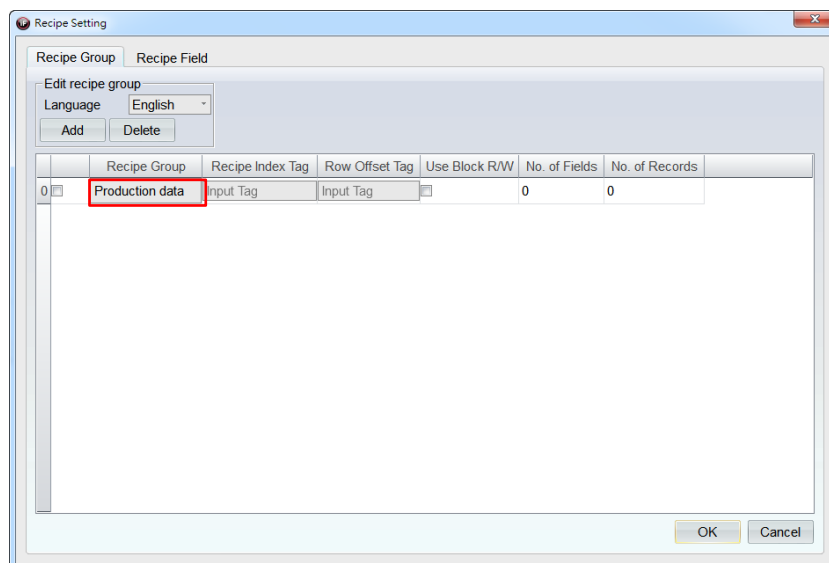 Recipe Setting
Recipe Group Recipe Field
Edit recipe group
Language English
Add Delete
Recipe Group Recipe Index Tag Row Offset Tag Use Block R/W No. of Fields No. of Records
0 Production data Input Tag Input Tag 0 0
OK Cancel